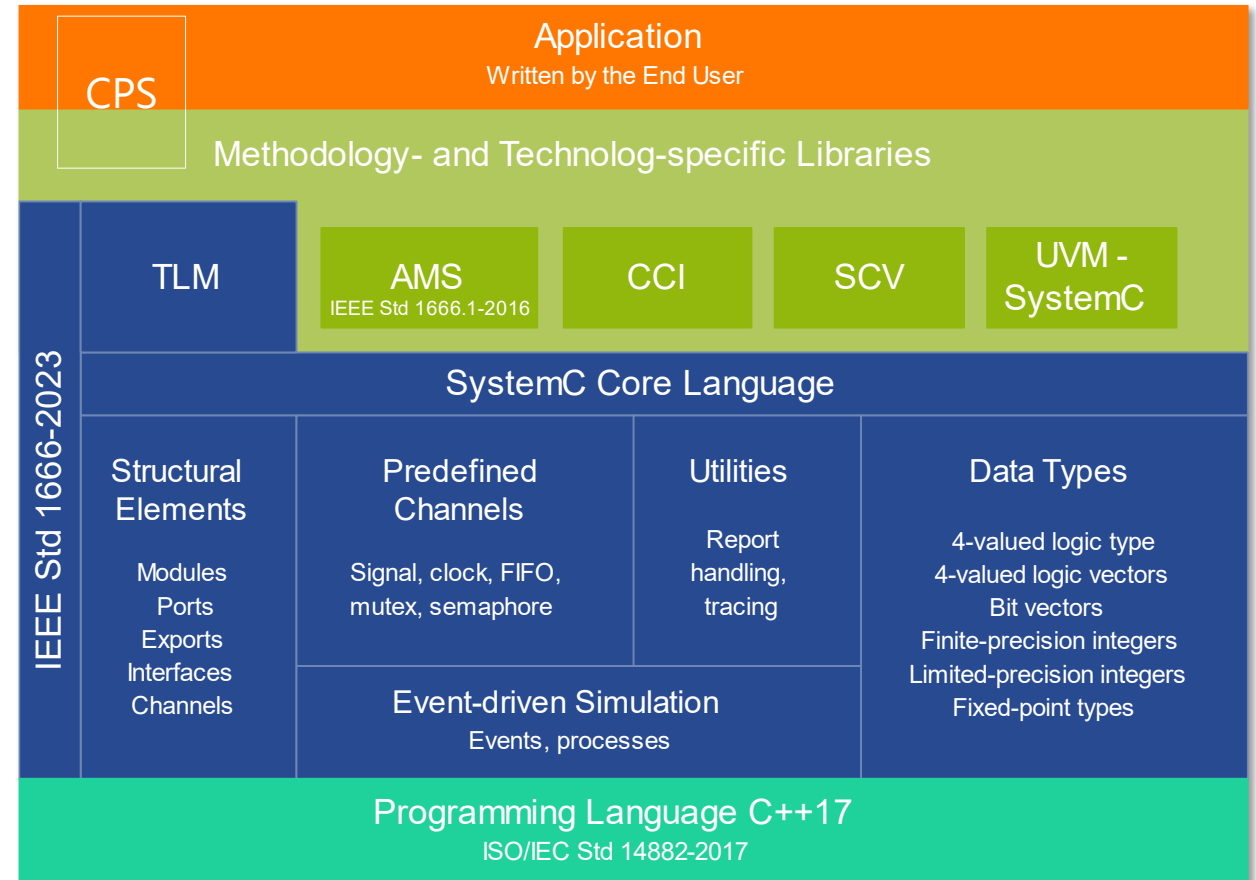 Application
Written by the End User
CPS
Methodology- and Technolog-specific Libraries
TLM
AMS
IEEE Std 1666.1-2016
CCI
SCV
UVM -
SystemC
IEEE Std 1666-2023
SystemC Core Language
Structural
Elements
Modules
Ports
Exports
Interfaces
Channels
Predefined
Channels
Signal, clock, FIFO,
mutex, semaphore
Utilities
Report
handling,
tracing
Data Types
4-valued logic type
4-valued logic vectors
Bit vectors
Finite-precision integers
Limited-precision integers
Fixed-point types
Event-driven Simulation
Events, processes
Programming Language C++17
ISO/IEC Std 14882-2017